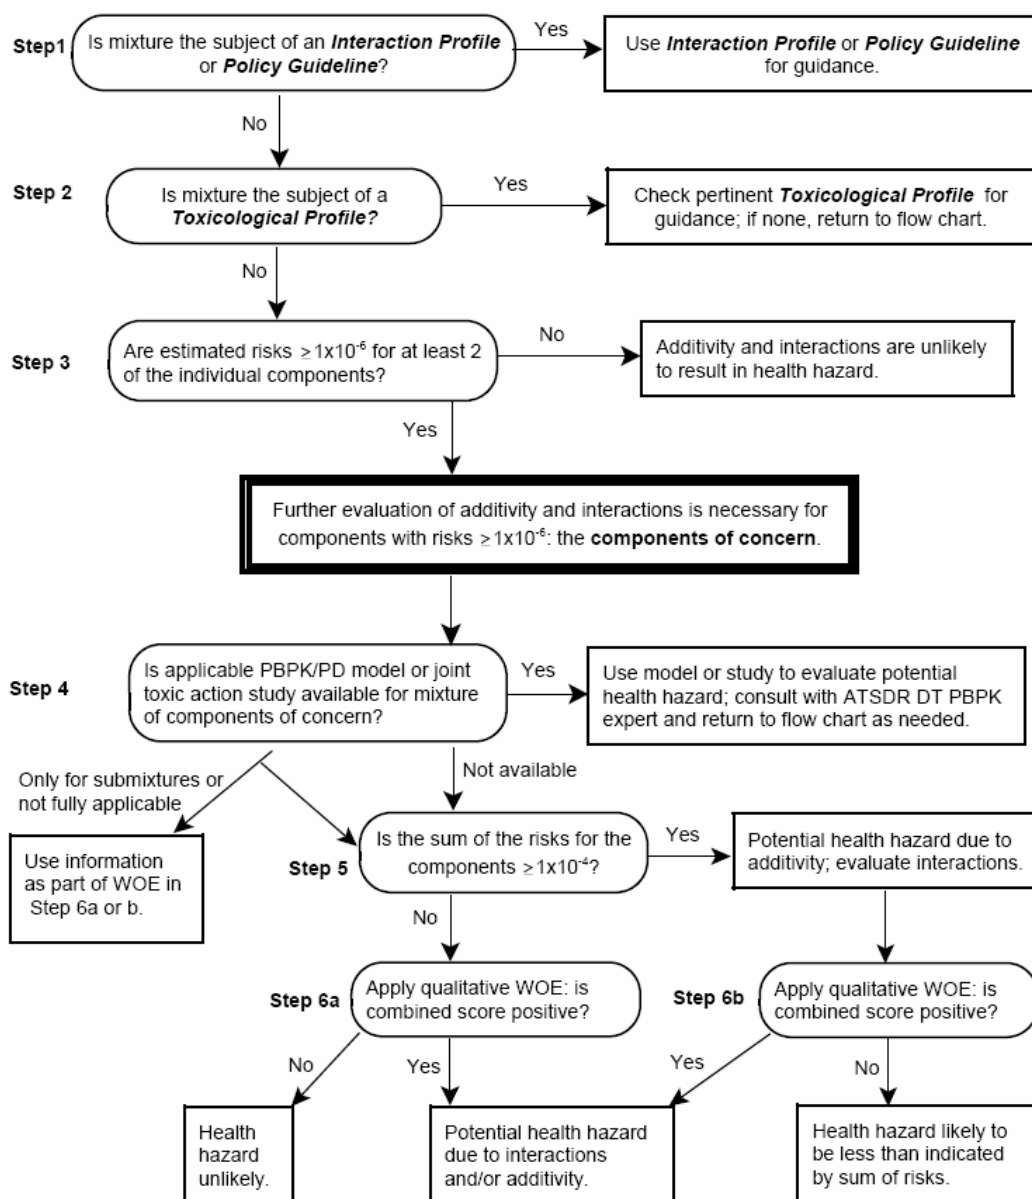 Step1
Is mixture the subject of an Interaction Profile
or Policy Guideline?
Yes
Use Interaction Profile or Policy Guideline
for guidance.
No
Step 2
Is mixture the subject of a
Toxicological Profile?
Yes
Check pertinent Toxicological Profile for
guidance; if none, return to flow chart.
No
Step 3
Are estimated risks ≥1x10⁻⁶ for at least 2
of the individual components?
No
Additivity and interactions are unlikely
to result in health hazard.
Yes
Further evaluation of additivity and interactions is necessary for
components with risks ≥1x10⁻⁶: the components of concern.
Step 4
Is applicable PBPK/PD model or joint
toxic action study available for mixture
of components of concern?
Yes
Use model or study to evaluate potential
health hazard; consult with ATSDR DT PBPK
expert and return to flow chart as needed.
Only for submixtures or
not fully applicable
Not available
Use information
as part of WOE in
Step 6a or b.
Step 5
Is the sum of the risks for the
components ≥1x10⁻⁴?
Yes
Potential health hazard due to
additivity; evaluate interactions.
No
Step 6a
Apply qualitative WOE: is
combined score positive?
Step 6b
Apply qualitative WOE: is
combined score positive?
No
Yes
Yes
No
Health
hazard
unlikely.
Potential health hazard
due to interactions
and/or additivity.
Health hazard likely to
be less than indicated
by sum of risks.